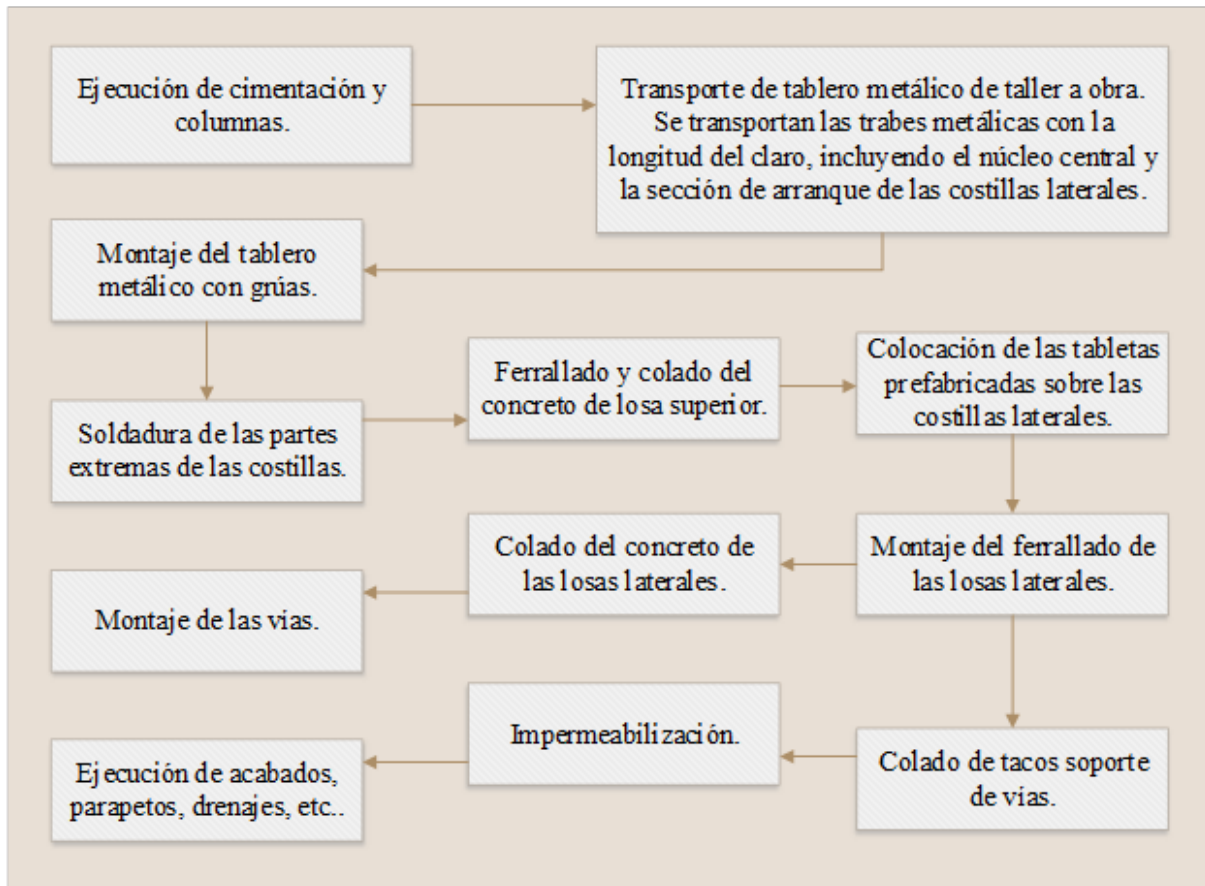 Ejecución de cimentación y
columnas.
Transporte de tablero metálico de taller a obra.
Se transportan las trabes metálicas con la
longitud del claro, incluyendo el núcleo central y
la sección de arranque de las costillas laterales.
Montaje del tablero
metálico con grúas.
Soldadura de las partes
extremas de las costillas.
Ferrallado y colado del
concreto de losa superior.
Colocación de las tabletas
prefabricadas sobre las
costillas laterales.
Montaje del ferrallado de
las losas laterales.
Colado del concreto de
las losas laterales.
Montaje de las vías.
Colado de tacos soporte
de vías.
Impermeabilización.
Ejecución de acabados,
parapetos, drenajes, etc..